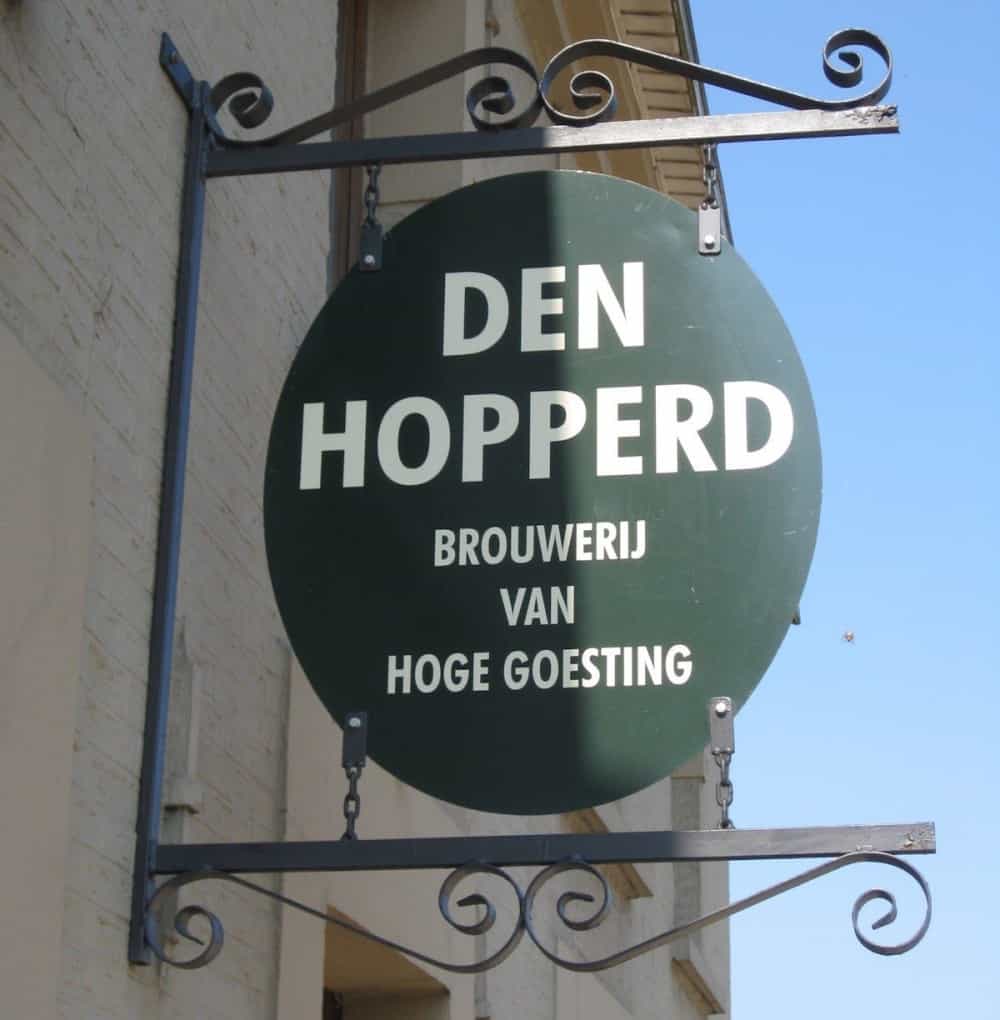 DEN
HOPPERD
BROUWERIJ
VAN
HOGE GOESTING